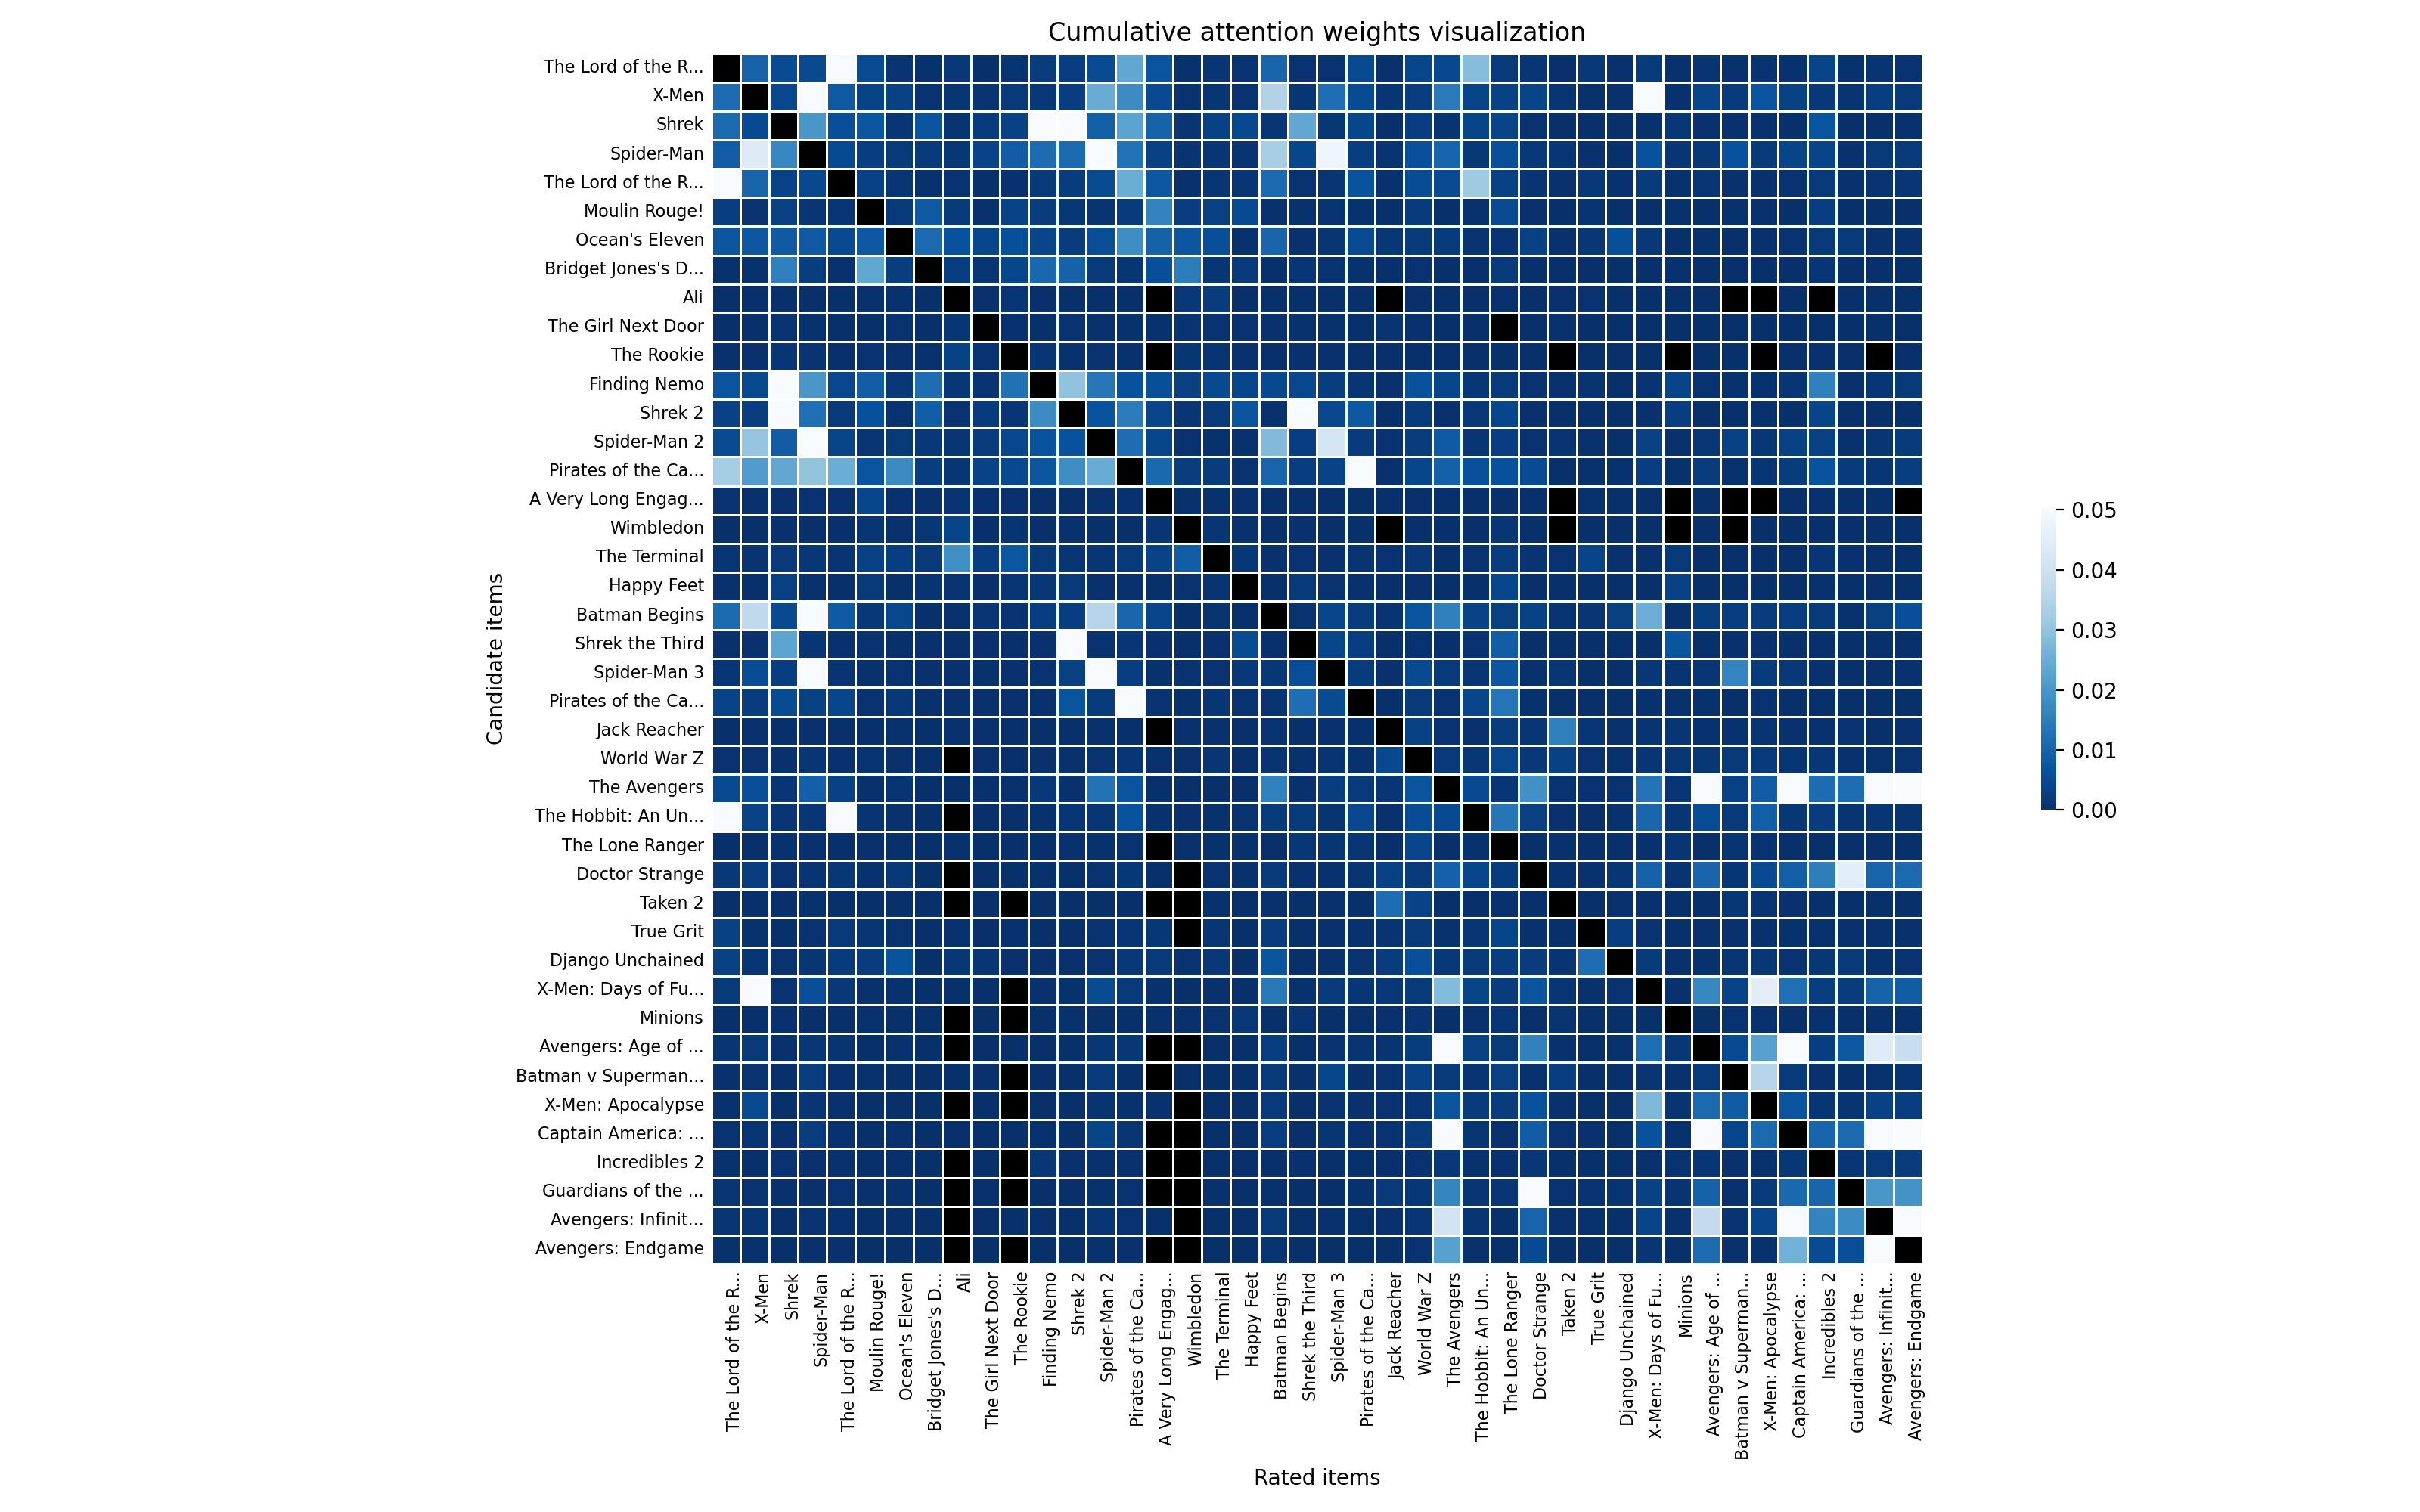 Cumulative attention weights visualization
Candidate items
The Lord of the R...
X-Men
Shrek
Spider-Man
The Lord of the R...
Moulin Rouge!
Ocean's Eleven
Bridget Jones's D...
Ali
The Girl Next Door
The Rookie
Finding Nemo
Shrek 2
Spider-Man 2
Pirates of the Ca...
A Very Long Engag...
Wimbledon
The Terminal
Happy Feet
Batman Begins
Shrek the Third
Spider-Man 3
Pirates of the Ca...
Jack Reacher
World War Z
The Avengers
The Hobbit: An Un...
The Lone Ranger
Doctor Strange
Taken 2
True Grit
Django Unchained
X-Men: Days of Fu...
Minions
Avengers: Age of ...
Batman v Superman...
X-Men: Apocalypse
Captain America: ...
Incredibles 2
Guardians of the ...
Avengers: Infinit...
Avengers: Endgame
The Lord of the R...
X-Men
Shrek
Spider-Man
The Lord of the R...
Moulin Rouge!
Ocean's Eleven
Bridget Jones's D...
Ali
The Girl Next Door
The Rookie
Finding Nemo
Shrek 2
Spider-Man 2
Pirates of the Ca...
A Very Long Engag...
Wimbledon
The Terminal
Happy Feet
Batman Begins
Shrek the Third
Spider-Man 3
Pirates of the Ca...
Jack Reacher
World War Z
The Avengers
The Hobbit: An Un...
The Lone Ranger
Doctor Strange
Taken 2
True Grit
Django Unchained
X-Men: Days of Fu...
Minions
Avengers: Age of ...
Batman v Superman...
X-Men: Apocalypse
Captain America: ...
Incredibles 2
Guardians of the ...
Avengers: Infinit...
Avengers: Endgame
Rated items
0.05
0.04
0.03
0.02
0.01
0.00